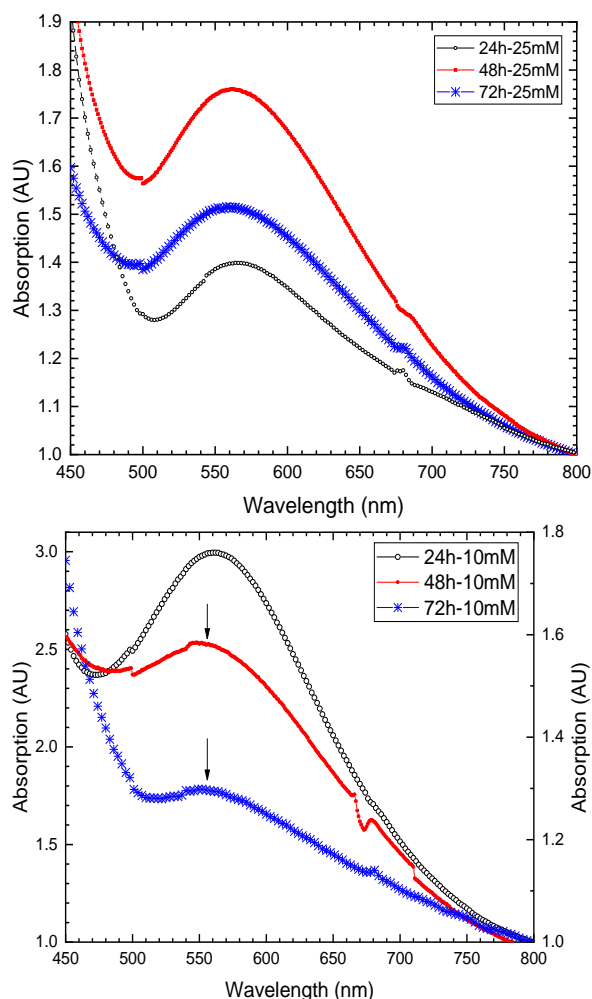 1.9
1.8
1.7
1.6
1.5
1.4
1.3
1.2
1.1
1.0
Absorption (AU)
24h-25mM
48h-25mM
72h-25mM
450 500 550 600 650 700 750 800
Wavelength (nm)
3.0
2.5
2.0
1.5
1.0
Absorption (AU)
24h-10mM
48h-10mM
72h-10mM
1.8
1.6
1.4
1.2
1.0
Absorption (AU)
450 500 550 600 650 700 750 800
Wavelength (nm)